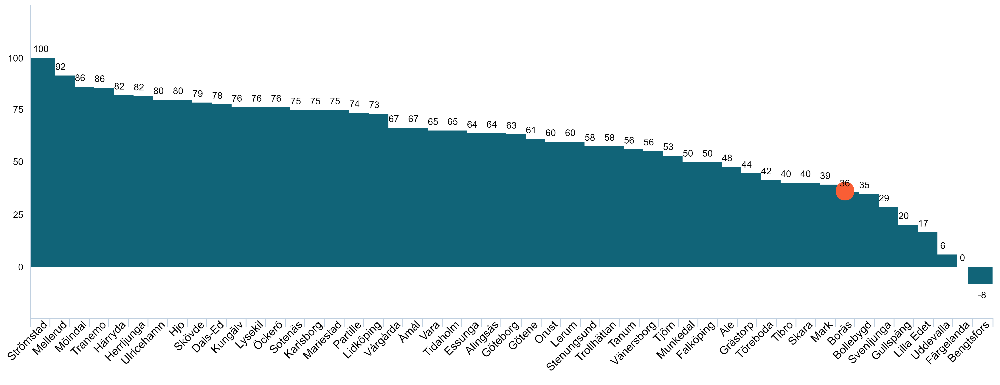 100
75
50
25
0
100
92
86
86
82
82
80
80
79
78
76
76
76
75
75
75
74
73
67
67
65
65
64
64
63
61
60
60
58
58
56
56
53
50
50
48
44
42
40
40
39
36
35
29
20
17
6
0
-8
Strömstad
Mellerud
Mölndal
Tranemo
Härryda
Herrljunga
Ulricehamn
Hjo
Skövde
Dals-Ed
Kungälv
Lysekil
Öckerö
Sotenäs
Karlsborg
Mariestad
Partille
Lidköping
Vårgårda
Åmål
Vara
Tidaholm
Essunga
Alingsås
Göteborg
Götene
Orust
Lerum
Stenungsund
Trollhättan
Tanum
Vänersborg
Tjörn
Munkedal
Falköping
Ale
Grästorp
Töreboda
Tibro
Skara
Mark
Borås
Bollebygd
Svenljunga
Gullspång
Lilla Edet
Uddevalla
Färgelanda
Bengtsfors